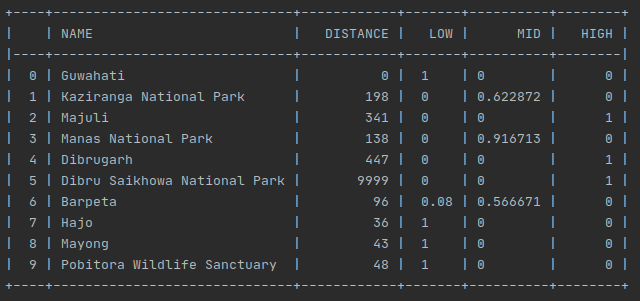 +----+------------------------------+------------+-------+----------+--------+
|    | NAME                         |   DISTANCE |   LOW |      MID |   HIGH |
|----+------------------------------+------------+-------+----------+--------|
|  0 | Guwahati                     |          0 |  1    | 0        |      0 |
|  1 | Kaziranga National Park      |        198 |  0    | 0.622872 |      0 |
|  2 | Majuli                       |        341 |  0    | 0        |      1 |
|  3 | Manas National Park          |        138 |  0    | 0.916713 |      0 |
|  4 | Dibrugarh                    |        447 |  0    | 0        |      1 |
|  5 | Dibru Saikhowa National Park |       9999 |  0    | 0        |      1 |
|  6 | Barpeta                      |         96 |  0.08 | 0.566671 |      0 |
|  7 | Hajo                         |         36 |  1    | 0        |      0 |
|  8 | Mayong                       |         43 |  1    | 0        |      0 |
|  9 | Pobitora Wildlife Sanctuary  |         48 |  1    | 0        |      0 |
+----+------------------------------+------------+-------+----------+--------+